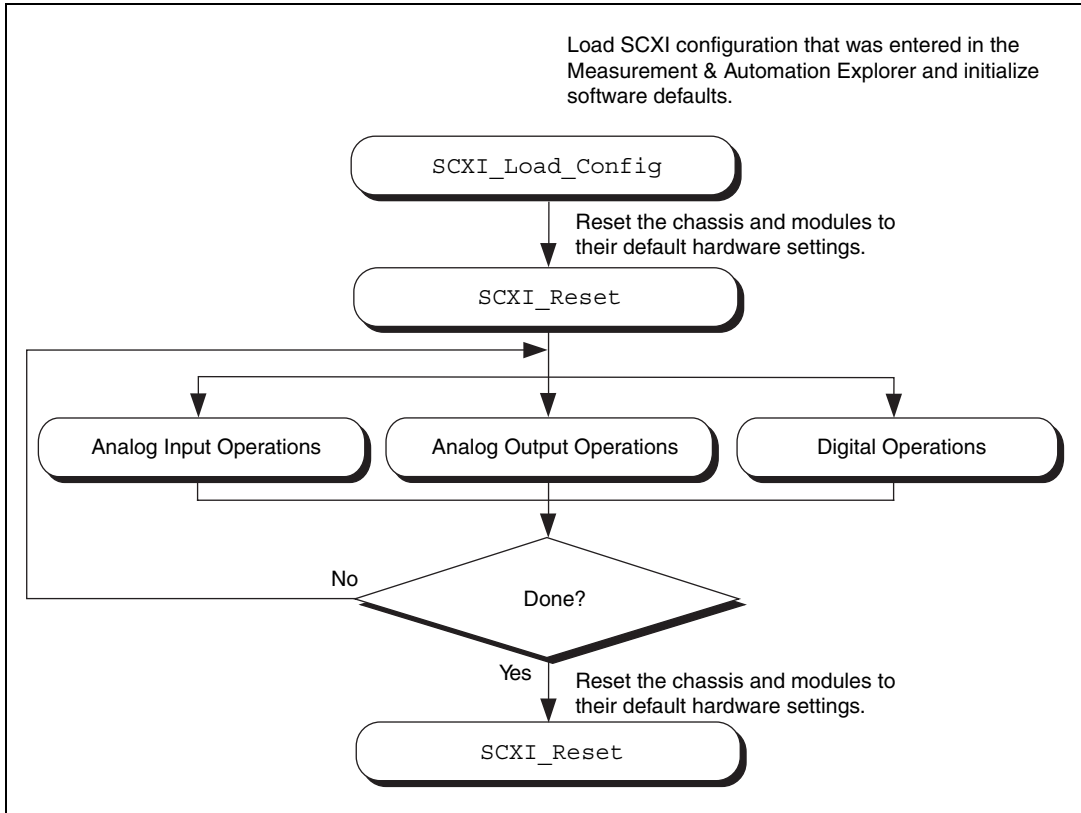 Load SCXI configuration that was entered in the
Measurement & Automation Explorer and initialize
software defaults.
SCXI_Load_Config
Reset the chassis and modules to
their default hardware settings.
SCXI_Reset
Analog Input Operations
Analog Output Operations
Digital Operations
No
Done?
Yes
Reset the chassis and modules to
their default hardware settings.
SCXI_Reset